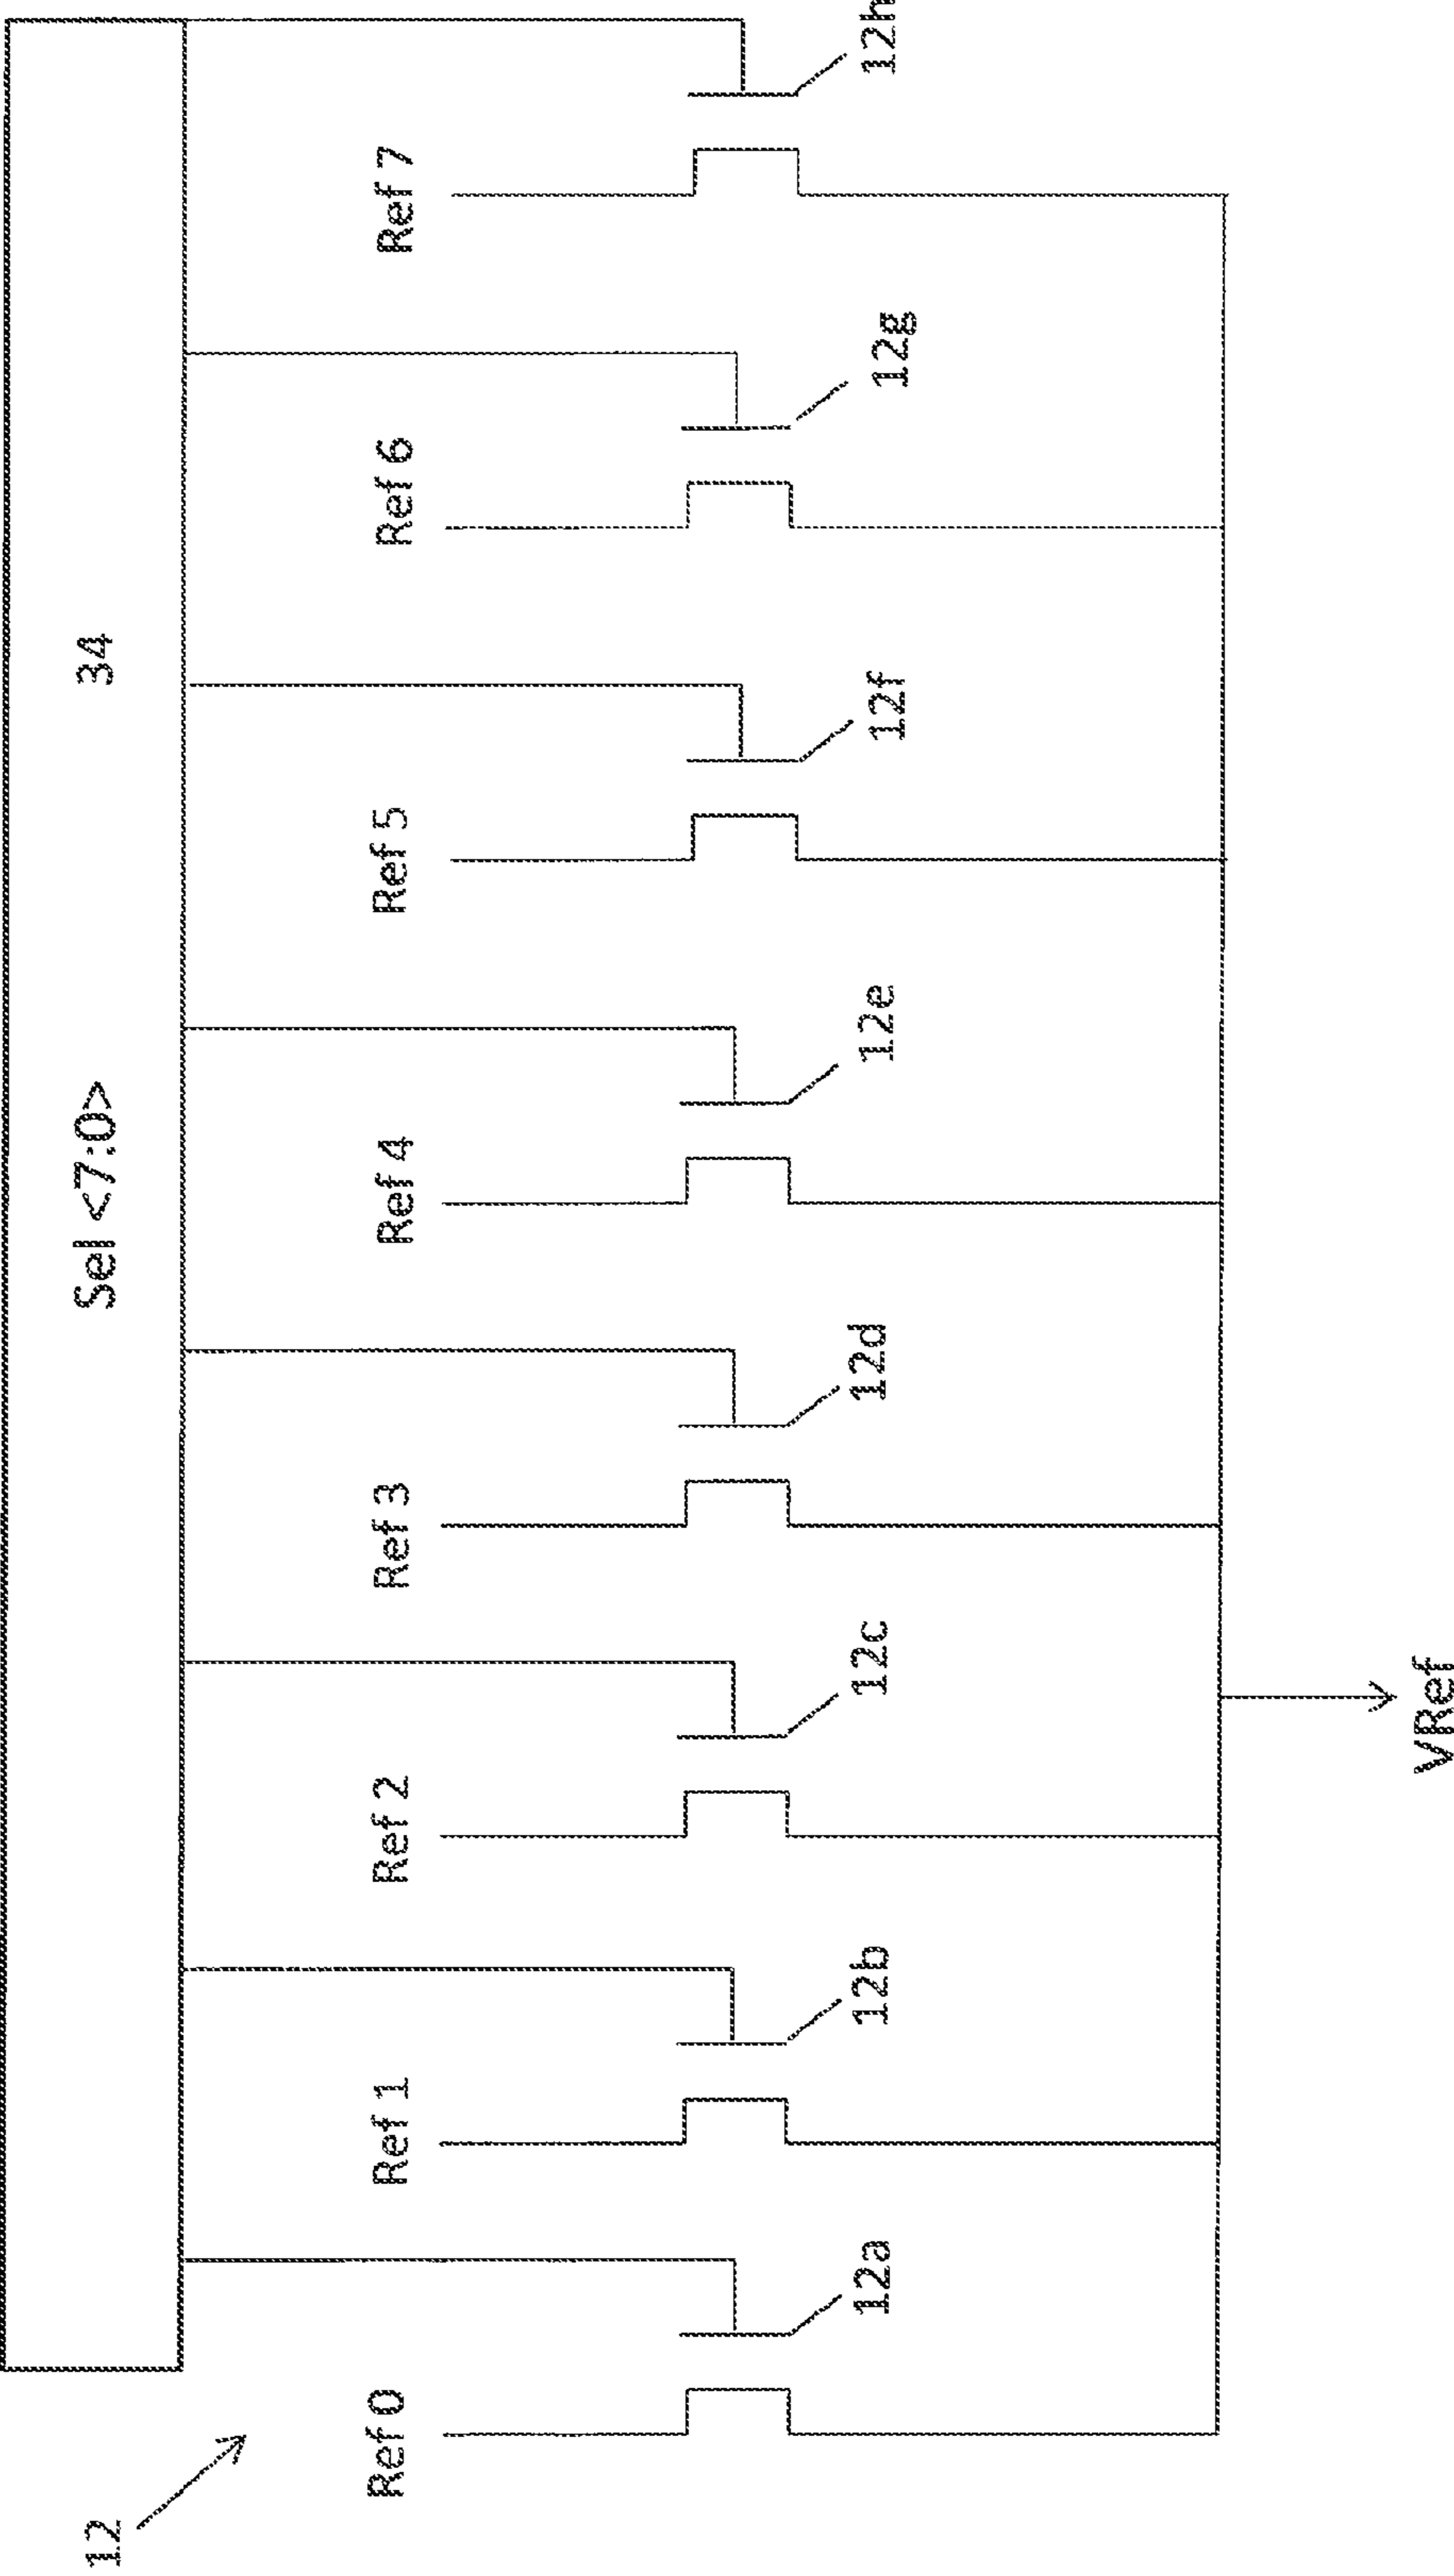 12
Sel <7:0>
34
Ref 0
Ref 1
Ref 2
Ref 3
Ref 4
Ref 5
Ref 6
Ref 7
12a
12b
12c
12d
12e
12f
12g
12h
VRef